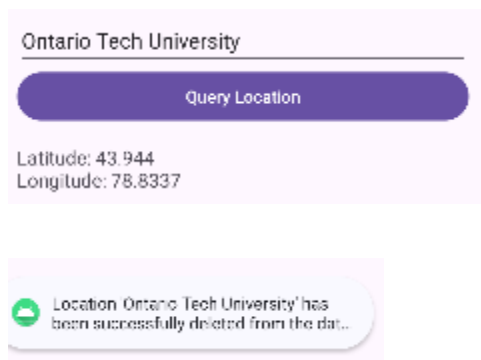 Ontario Tech University
Query Location
Latitude: 43.944
Longitude: 78.8337
Location 'Ontario Tech University' has
been successfully deleted from the dat...